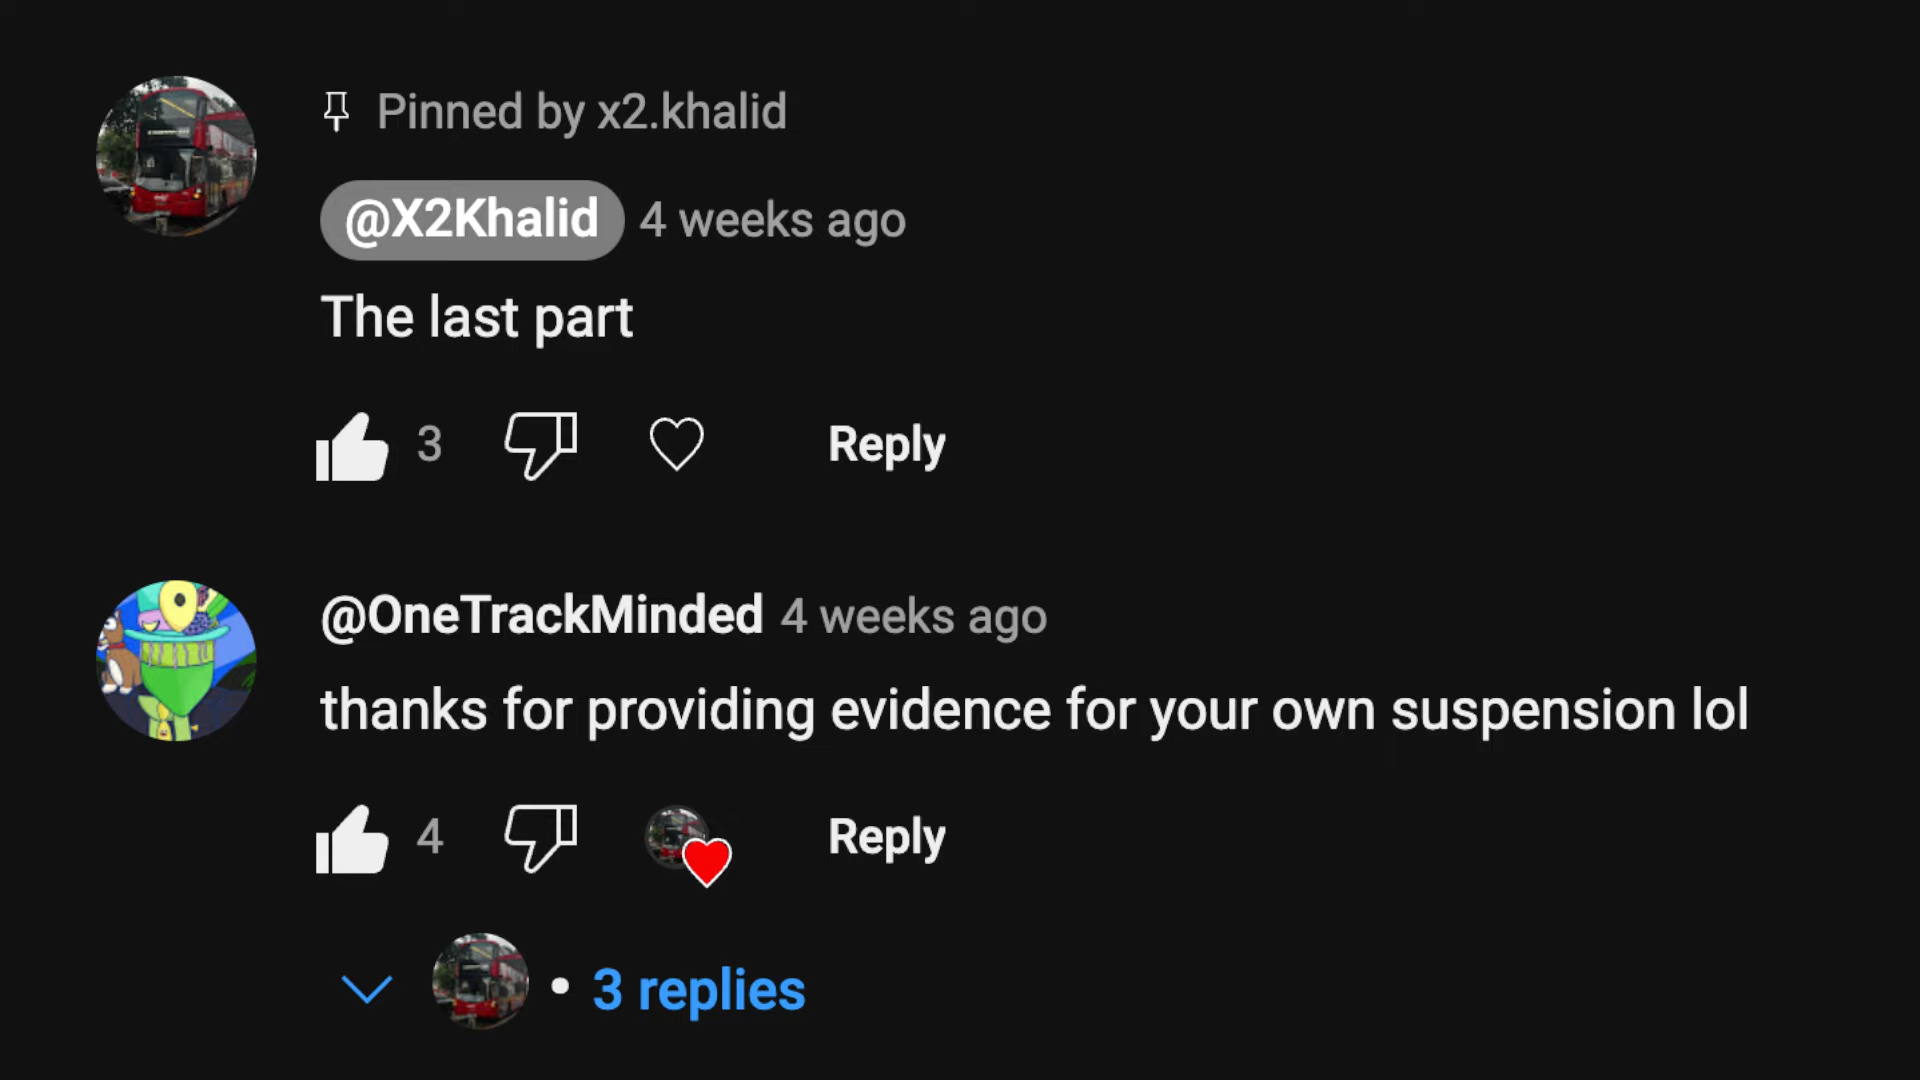 Pinned by x2.khalid
@X2Khalid 4 weeks ago
The last part
3 Reply
@OneTrackMinded 4 weeks ago
thanks for providing evidence for your own suspension lol
4 Reply
• 3 replies